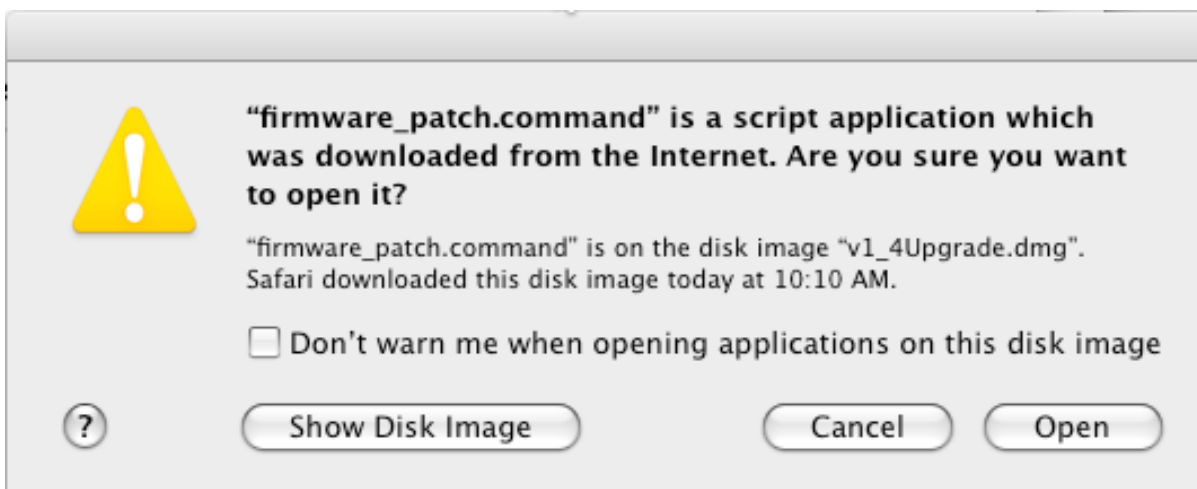 “firmware_patch.command” is a script application which
was downloaded from the Internet. Are you sure you want
to open it?
“firmware_patch.command” is on the disk image “v1_4Upgrade.dmg”.
Safari downloaded this disk image today at 10:10 AM.
Don’t warn me when opening applications on this disk image
?
Show Disk Image
Cancel
Open